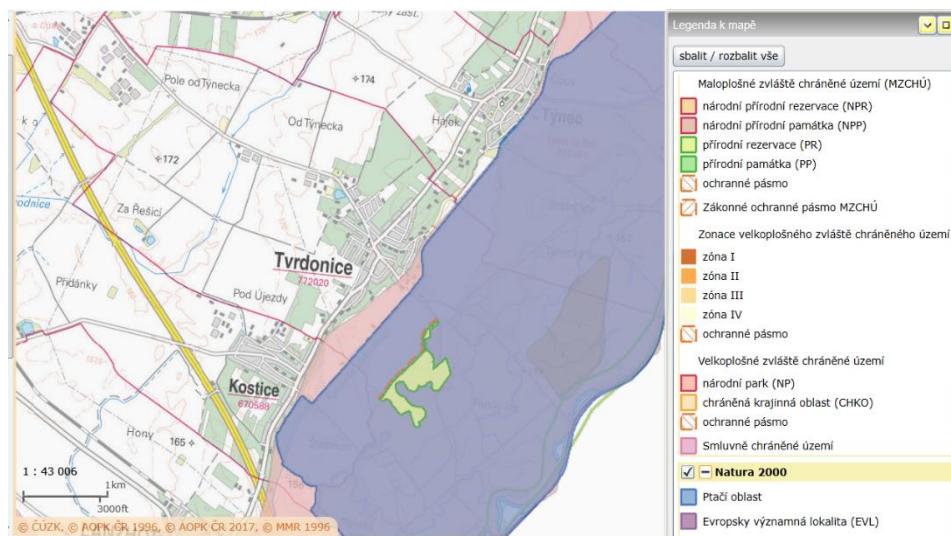 Pole od Týnecka
174
Od Týnecka
Hájek
Týnec
172
Za Řešicí
Tvrdonice
772020
Přídánky
Pod Újezdy
Kostice
670588
Hony
165
1 : 43 006
1km
3000ft
© ČÚZK, © AOPK ČR 1996, © AOPK ČR 2017, © MMR 1996
Legenda k mapě
sbalit / rozbalit vše
Maloplošné zvláště chráněné území (MZCHÚ)
národní přírodní rezervace (NPR)
národní přírodní památka (NPP)
přírodní rezervace (PR)
přírodní památka (PP)
ochranné pásmo
Zákonné ochranné pásmo MZCHÚ
Zonace velkoplošného zvláště chráněného území
zóna I
zóna II
zóna III
zóna IV
ochranné pásmo
Velkoplošné zvláště chráněné území
národní park (NP)
chráněná krajinná oblast (CHKO)
ochranné pásmo
Smluvně chráněné území
Natura 2000
Ptačí oblast
Evropsky významná lokalita (EVL)